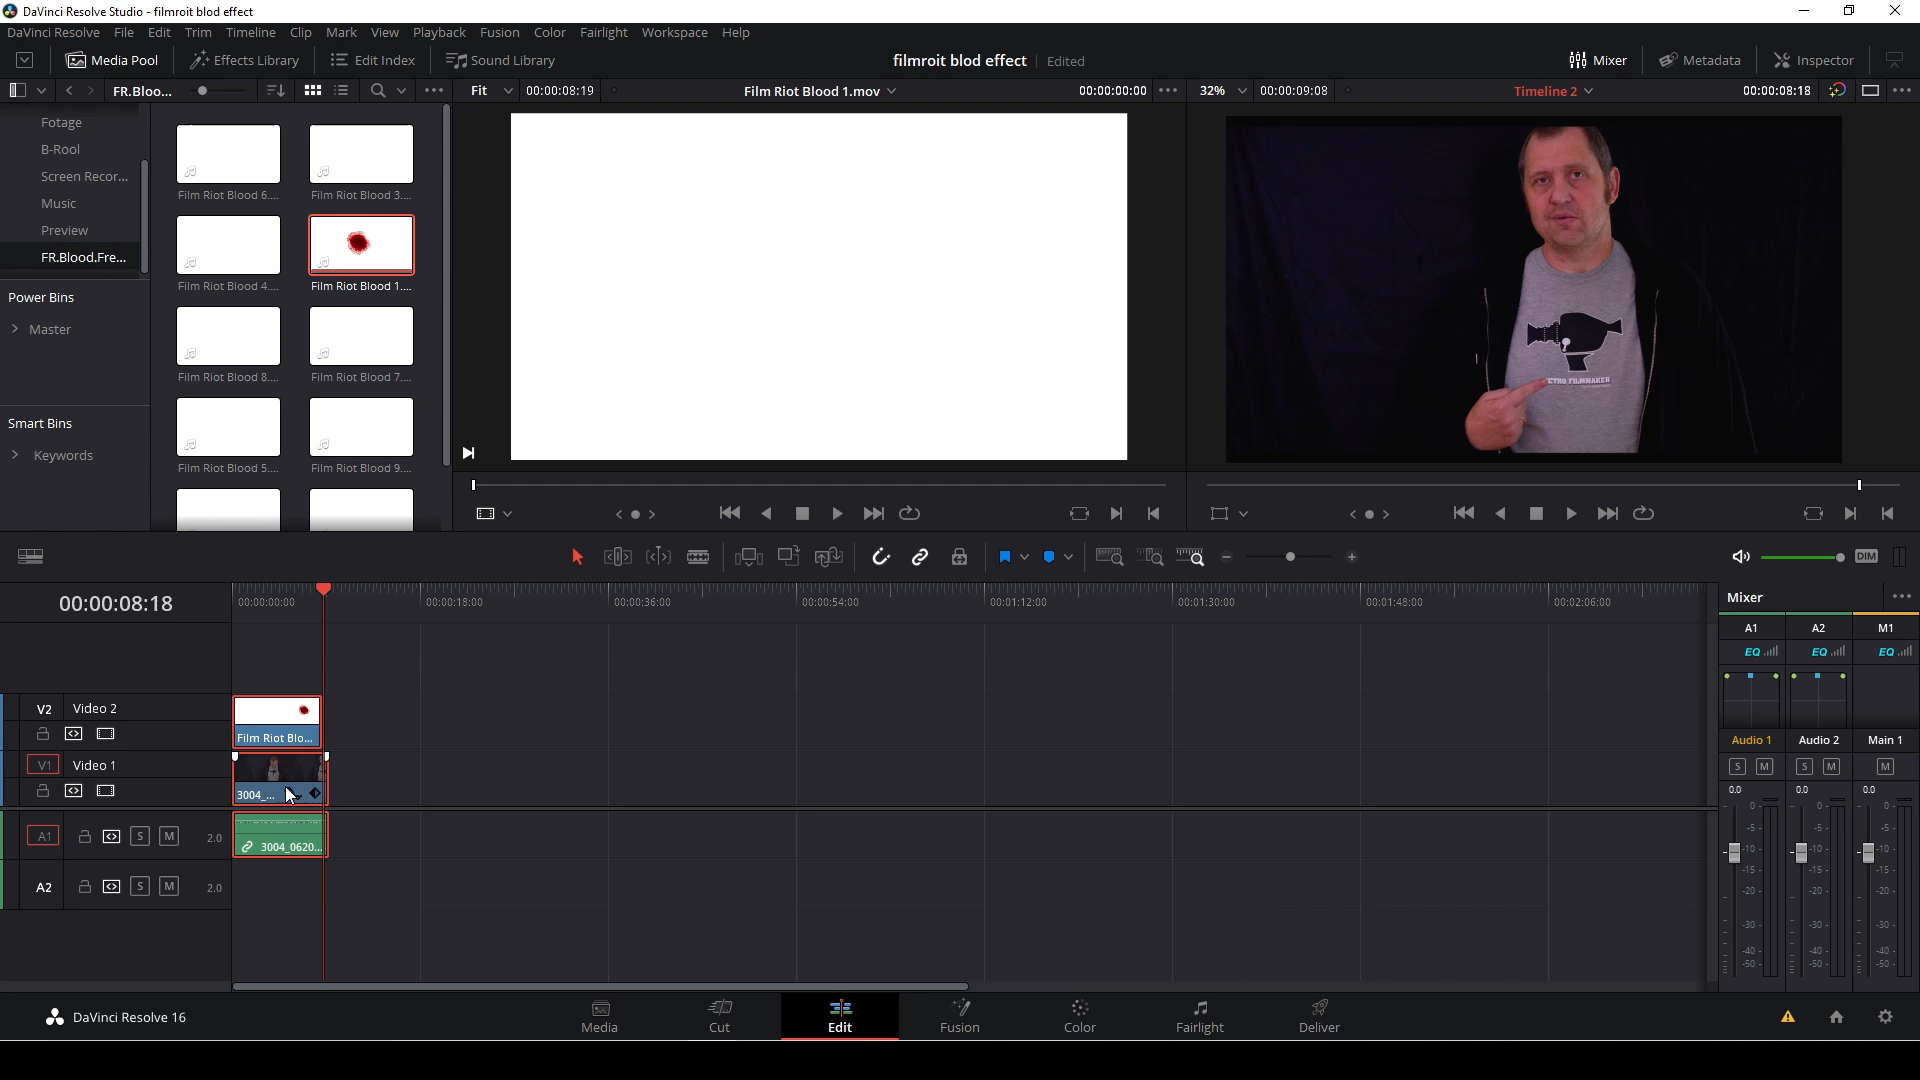 DaVinci Resolve Studio - filmroit blod effect
DaVinci Resolve File Edit Trim Timeline Clip Mark View Playback Fusion Color Fairlight Workspace Help
Media Pool Effects Library Edit Index Sound Library filmroit blod effect Edited Mixer Metadata Inspector
FR.Bloo... Fit 00:00:08:19 Film Riot Blood 1.mov 00:00:00:00 32% 00:00:09:08 Timeline 2 00:00:08:18
Fotage
B-Rool
Screen Recor...
Music
Preview
FR.Blood.Fre...
Power Bins
Master
Smart Bins
Keywords
Film Riot Blood 6.... Film Riot Blood 3....
Film Riot Blood 4.... Film Riot Blood 1....
Film Riot Blood 8.... Film Riot Blood 7....
Film Riot Blood 5.... Film Riot Blood 9....
ETRO FILMMAKER
DIM
00:00:08:18
00:00:00:00 00:00:18:00 00:00:36:00 00:00:54:00 00:01:12:00 00:01:30:00 00:01:48:00 00:02:06:00
V2 Video 2
Film Riot Blo...
V1 Video 1
3004_...
A1 S M 2.0
3004_0620...
A2 S M 2.0
Mixer
A1 A2 M1
EQ EQ EQ
Audio 1 Audio 2 Main 1
S M S M M
0.0 0.0 0.0
0 0 0
-5 -5 -5
-10 -10 -10
-15 -15 -15
-20 -20 -20
-30 -30 -30
-40 -40 -40
-50 -50 -50
DaVinci Resolve 16
Media Cut Edit Fusion Color Fairlight Deliver